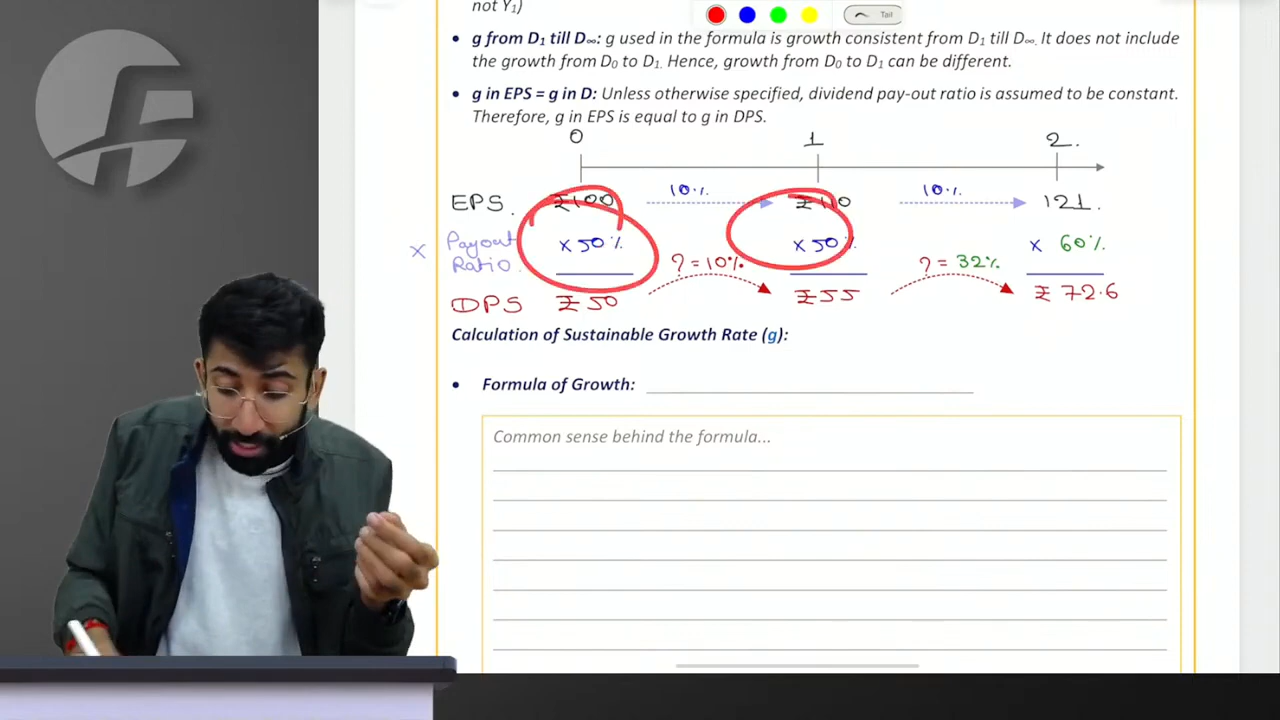 not Y₁)
Tail
• g from D₁ till D∞: g used in the formula is growth consistent from D₁ till D∞. It does not include
the growth from D₀ to D₁. Hence, growth from D₀ to D₁ can be different.
• g in EPS = g in D: Unless otherwise specified, dividend pay-out ratio is assumed to be constant.
Therefore, g in EPS is equal to g in DPS.
0 1 2.
EPS. ₹100 10% ₹110 10% 121.
x Payout Ratio. x 50% x 50% x 60%
? = 10% ? = 32%
DPS ₹50 ₹55 ₹72.6
Calculation of Sustainable Growth Rate (g):
• Formula of Growth:
Common sense behind the formula...